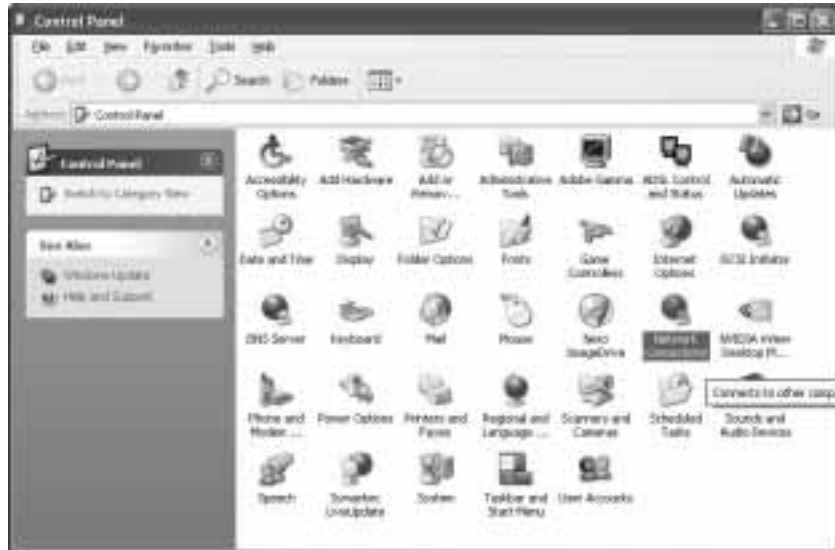 Control Panel
File Edit View Favorites Tools Help
Back Search Folders
Address Control Panel Go
Control Panel
Switch to Category View
See Also
Windows Update
Help and Support
Accessibility Options
Add Hardware
Add or Remov...
Administrative Tools
Adobe Gamma
ADSL Control and Status
Automatic Updates
Date and Time
Display
Folder Options
Fonts
Game Controllers
Internet Options
iSCSI Initiator
Keyboard
Mail
Mouse
Nero ImageDrive
Network Connections
NVIDIA nView Desktop M...
Connects to other comp
Phone and Modem ...
Power Options
Printers and Faxes
Regional and Language ...
Scanners and Cameras
Scheduled Tasks
Sounds and Audio Devices
Speech
Symantec LiveUpdate
System
Taskbar and Start Menu
User Accounts